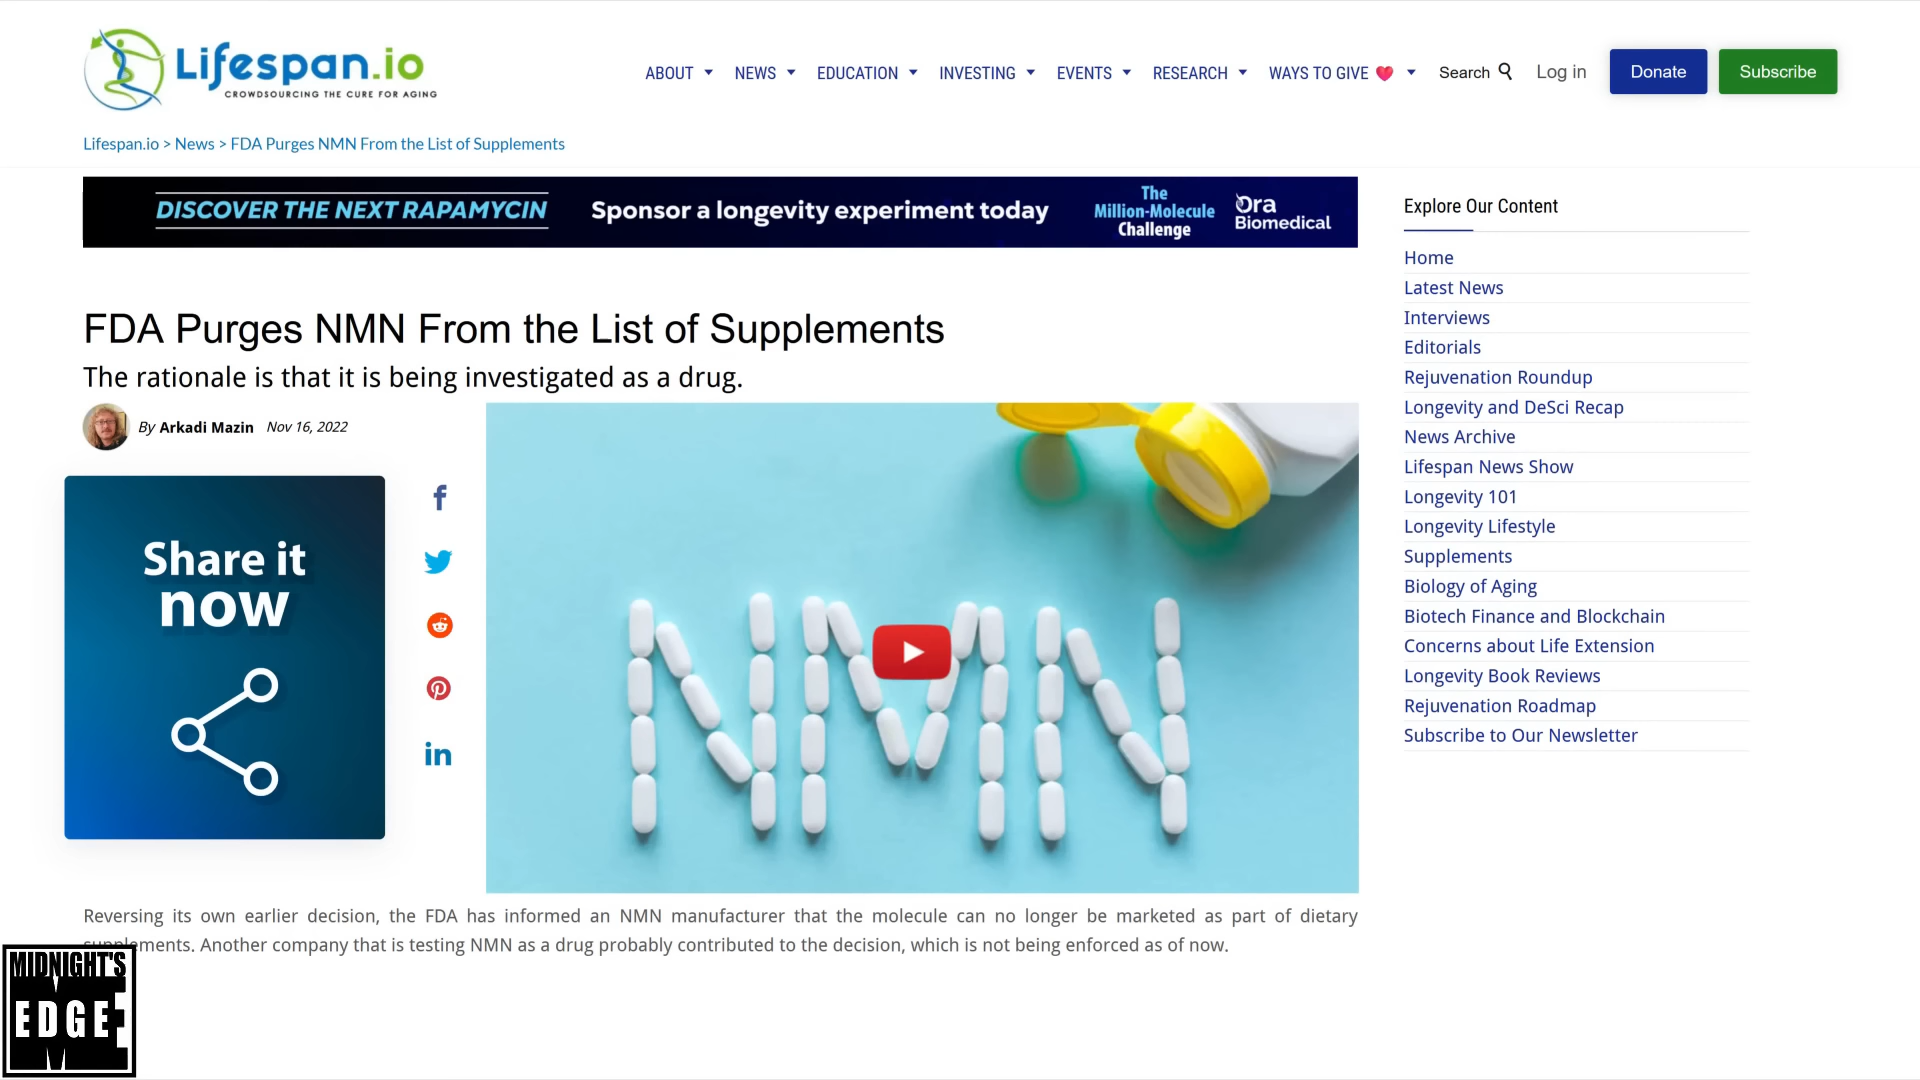 Lifespan.io
CROWDSOURCING THE CURE FOR AGING
ABOUT NEWS EDUCATION INVESTING EVENTS RESEARCH WAYS TO GIVE Search Log in Donate Subscribe
Lifespan.io > News > FDA Purges NMN From the List of Supplements
DISCOVER THE NEXT RAPAMYCIN Sponsor a longevity experiment today
The
Million-Molecule
Challenge
Ora
Biomedical
FDA Purges NMN From the List of Supplements
The rationale is that it is being investigated as a drug.
By Arkadi Mazin Nov 16, 2022
Share it
now
NMN
Reversing its own earlier decision, the FDA has informed an NMN manufacturer that the molecule can no longer be marketed as part of dietary
supplements. Another company that is testing NMN as a drug probably contributed to the decision, which is not being enforced as of now.
Explore Our Content
Home
Latest News
Interviews
Editorials
Rejuvenation Roundup
Longevity and DeSci Recap
News Archive
Lifespan News Show
Longevity 101
Longevity Lifestyle
Supplements
Biology of Aging
Biotech Finance and Blockchain
Concerns about Life Extension
Longevity Book Reviews
Rejuvenation Roadmap
Subscribe to Our Newsletter
MIDNIGHT'S
EDGE